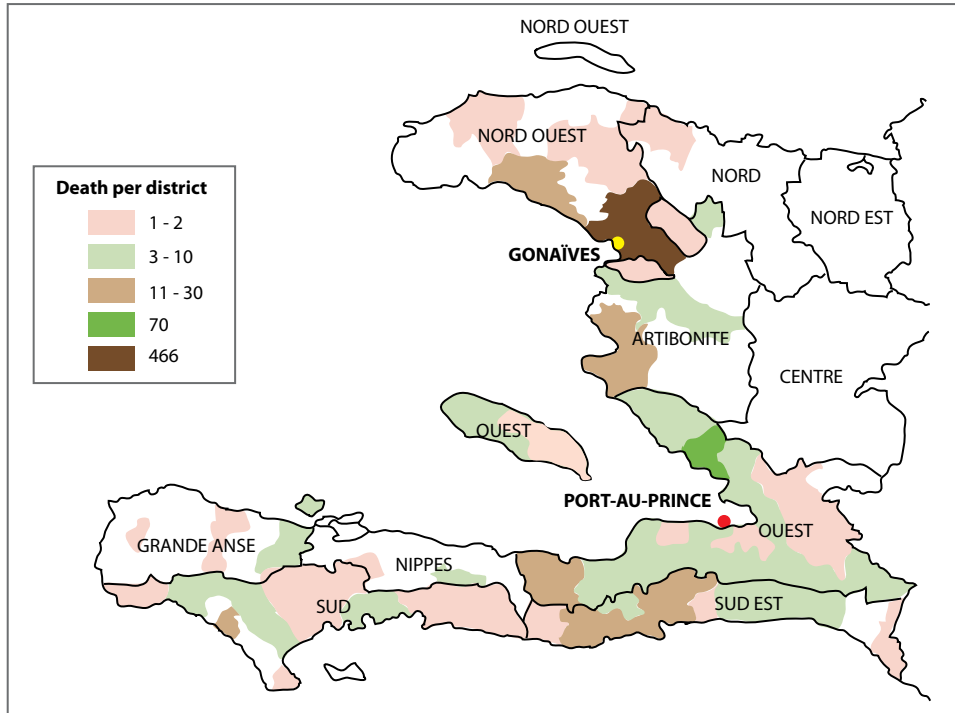 NORD OUEST
NORD OUEST
NORD
NORD EST
Death per district
1 - 2
3 - 10
11 - 30
70
466
GONAÏVES
ARTIBONITE
CENTRE
OUEST
PORT-AU-PRINCE
OUEST
GRANDE ANSE
NIPPES
SUD
SUD EST